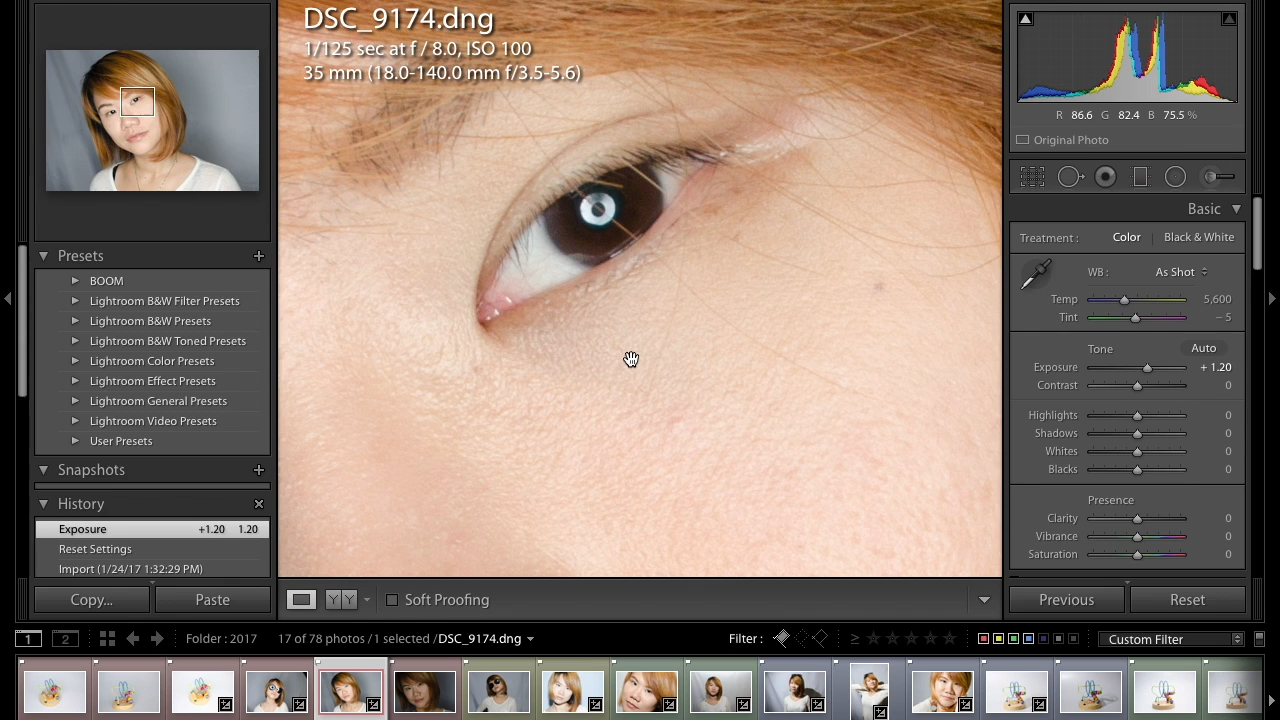 DSC_9174.dng
1/125 sec at f / 8.0, ISO 100
35 mm (18.0-140.0 mm f/3.5-5.6)
Presets
BOOM
Lightroom B&W Filter Presets
Lightroom B&W Presets
Lightroom B&W Toned Presets
Lightroom Color Presets
Lightroom Effect Presets
Lightroom General Presets
Lightroom Video Presets
User Presets
Snapshots
History
Exposure +1.20 1.20
Reset Settings
Import (1/24/17 1:32:29 PM)
Copy... Paste
R 86.6 G 82.4 B 75.5 %
Original Photo
Basic
Treatment : Color Black & White
WB : As Shot
Temp 5,600
Tint – 5
Tone Auto
Exposure + 1.20
Contrast 0
Highlights 0
Shadows 0
Whites 0
Blacks 0
Presence
Clarity 0
Vibrance 0
Saturation 0
Y Y Soft Proofing
Previous Reset
1 2 Folder : 2017 17 of 78 photos /1 selected /DSC_9174.dng Filter : ≥ Custom Filter